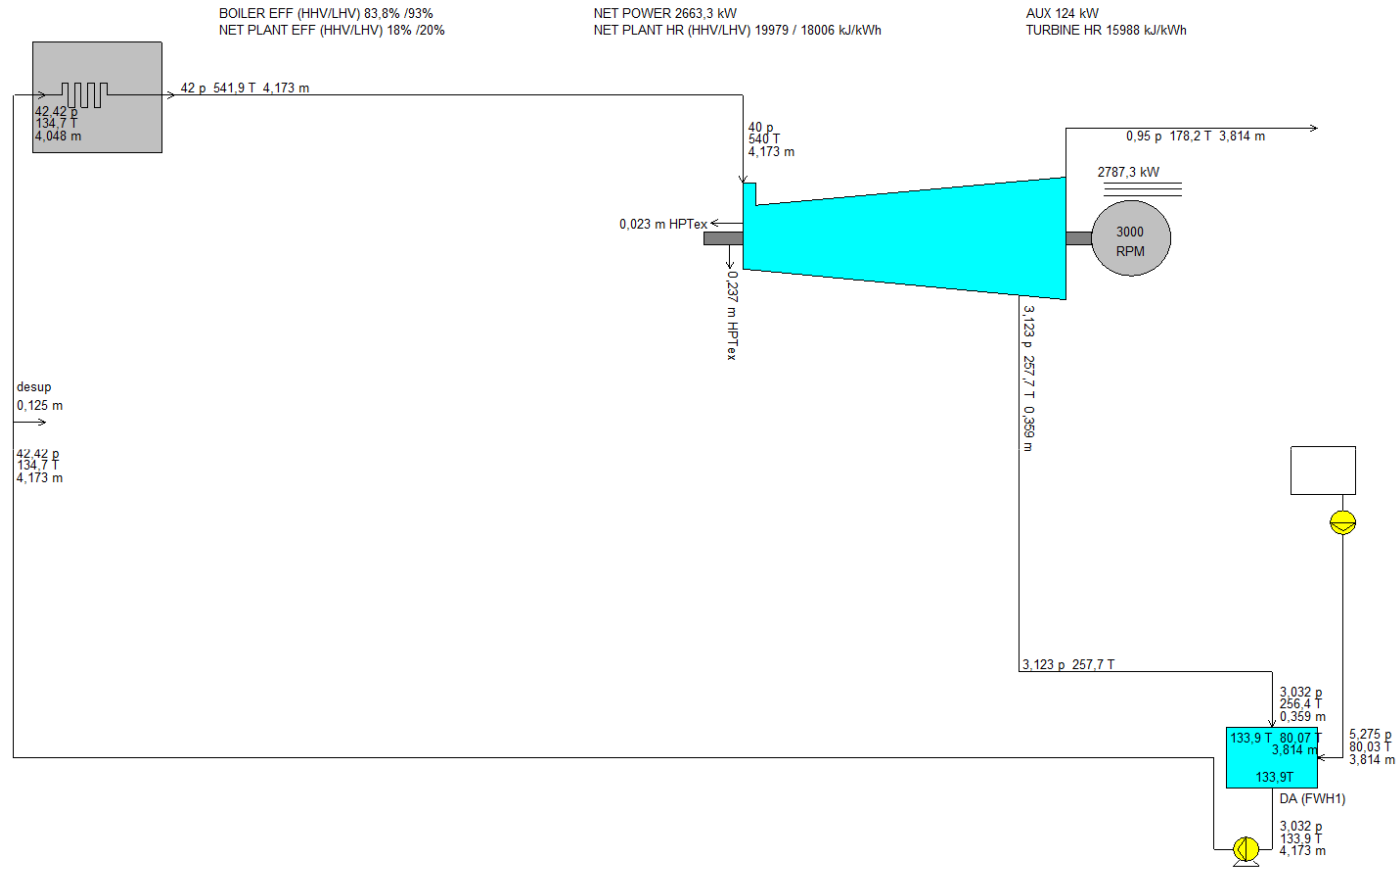 BOILER EFF (HHV/LHV) 83,8% /93%
NET PLANT EFF (HHV/LHV) 18% /20%
NET POWER 2663,3 kW
NET PLANT HR (HHV/LHV) 19979 / 18006 kJ/kWh
AUX 124 kW
TURBINE HR 15988 kJ/kWh
42,42 p
134,7 T
4,048 m
42 p 541,9 T 4,173 m
40 p
540 T
4,173 m
0,95 p 178,2 T 3,814 m
2787,3 kW
3000
RPM
0,023 m HPTex
0,237 m HPTex
3,123 p 257,7 T 0,359 m
desup
0,125 m
42,42 p
134,7 T
4,173 m
3,123 p 257,7 T
3,032 p
256,4 T
0,359 m
133,9 T 80,07 T
3,814 m
133,9T
5,275 p
80,03 T
3,814 m
DA (FWH1)
3,032 p
133,9 T
4,173 m